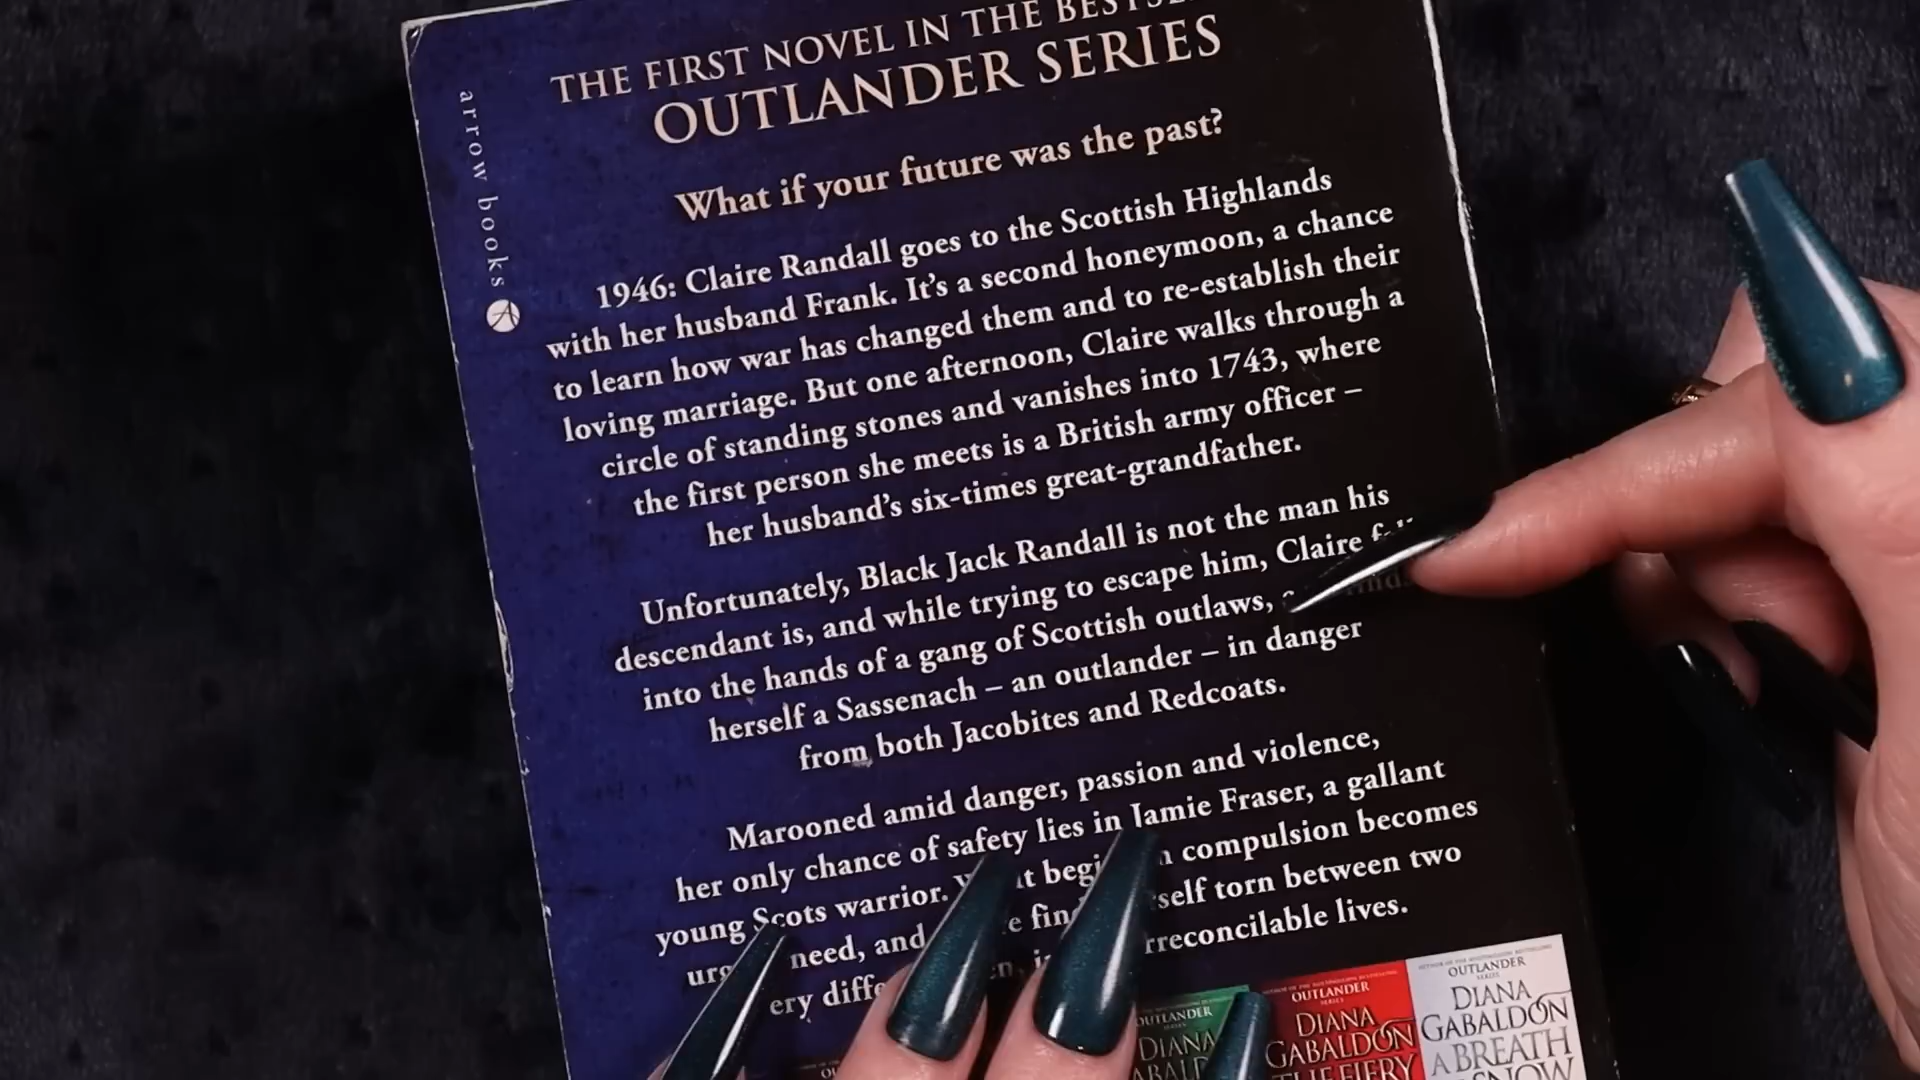 THE FIRST NOVEL IN THE
OUTLANDER SERIES
arrow books
What if your future was the past?
1946: Claire Randall goes to the Scottish Highlands
with her husband Frank. It's a second honeymoon, a chance
to learn how war has changed them and to re-establish their
loving marriage. But one afternoon, Claire walks through a
circle of standing stones and vanishes into 1743, where
the first person she meets is a British army officer –
her husband's six-times great-grandfather.
Unfortunately, Black Jack Randall is not the man his
descendant is, and while trying to escape him, Claire
into the hands of a gang of Scottish outlaws,
herself a Sassenach – an outlander – in danger
from both Jacobites and Redcoats.
Marooned amid danger, passion and violence,
her only chance of safety lies in Jamie Fraser, a gallant
young Scots warrior. compulsion becomes
need, and torn between two
lives.
OUTLANDER
SERIES
DIANA
GABALDON
A BREATH
OUTLANDER
SERIES
DIANA
GABALDON
THE FIERY
OUTLANDER
DIANA